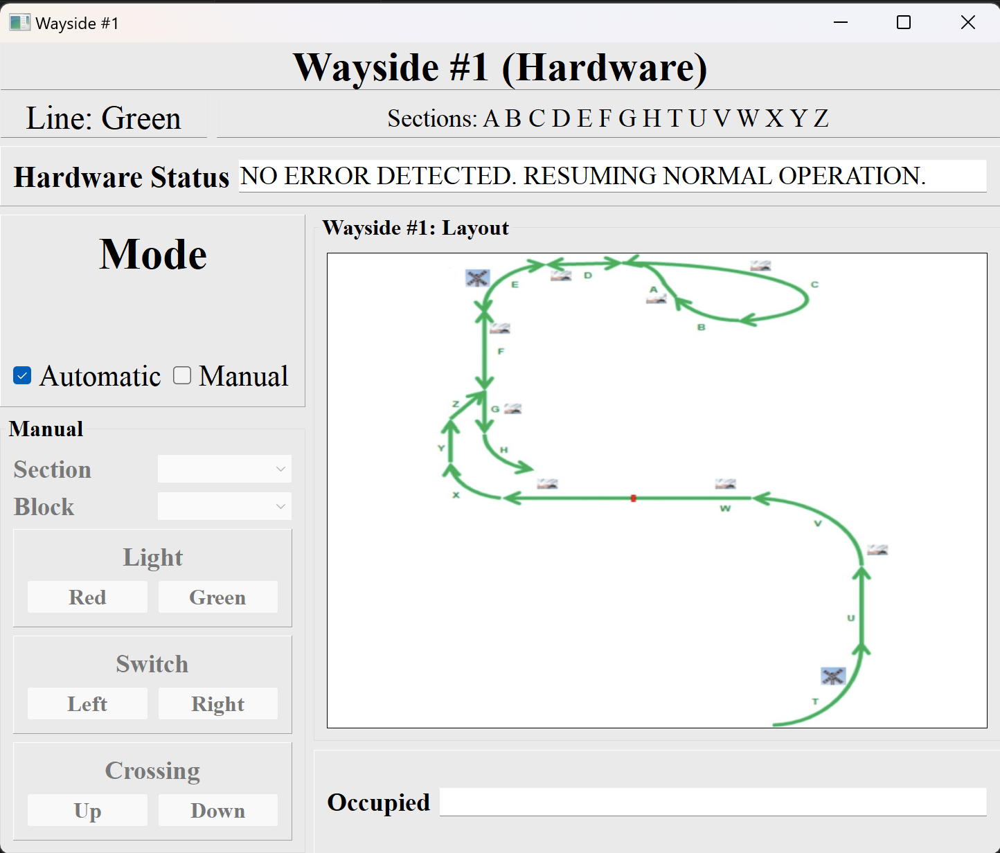 Wayside #1
Wayside #1 (Hardware)
Line: Green
Sections: A B C D E F G H T U V W X Y Z
Hardware Status NO ERROR DETECTED. RESUMING NORMAL OPERATION.
Mode
Automatic Manual
Manual
Section
Block
Light
Red Green
Switch
Left Right
Crossing
Up Down
Wayside #1: Layout
E D A C
B
F
Z G
Y H
X W V
U
T
Occupied